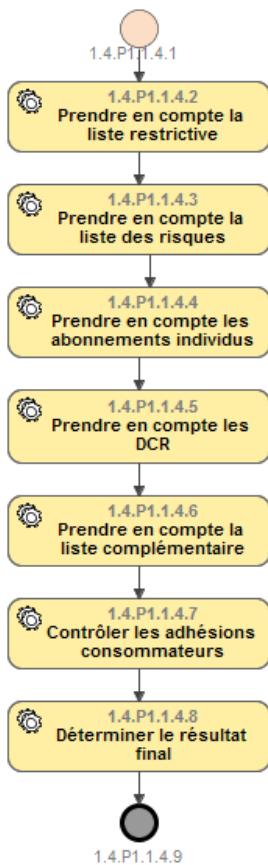 1.4.P1.1.4.1
1.4.P1.1.4.2
Prendre en compte la
liste restrictive
1.4.P1.1.4.3
Prendre en compte la
liste des risques
1.4.P1.1.4.4
Prendre en compte les
abonnements individus
1.4.P1.1.4.5
Prendre en compte les
DCR
1.4.P1.1.4.6
Prendre en compte la
liste complémentaire
1.4.P1.1.4.7
Contrôler les adhésions
consommateurs
1.4.P1.1.4.8
Déterminer le résultat
final
1.4.P1.1.4.9